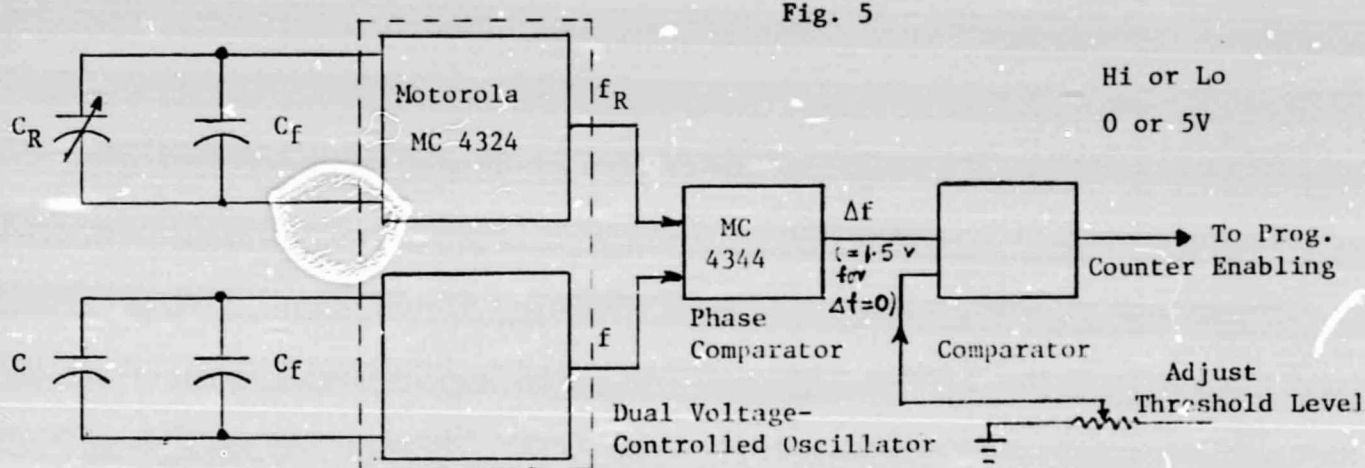 Fig. 5
Hi or Lo
0 or 5V
C_R
C_f
Motorola
MC 4324
f_R
MC
4344
Δf
(= 1.5 v
for
Δf=0)
To Prog.
Counter Enabling
Phase
Comparator
Comparator
Adjust
Threshold Level
C
C_f
f
Dual Voltage-
Controlled Oscillator